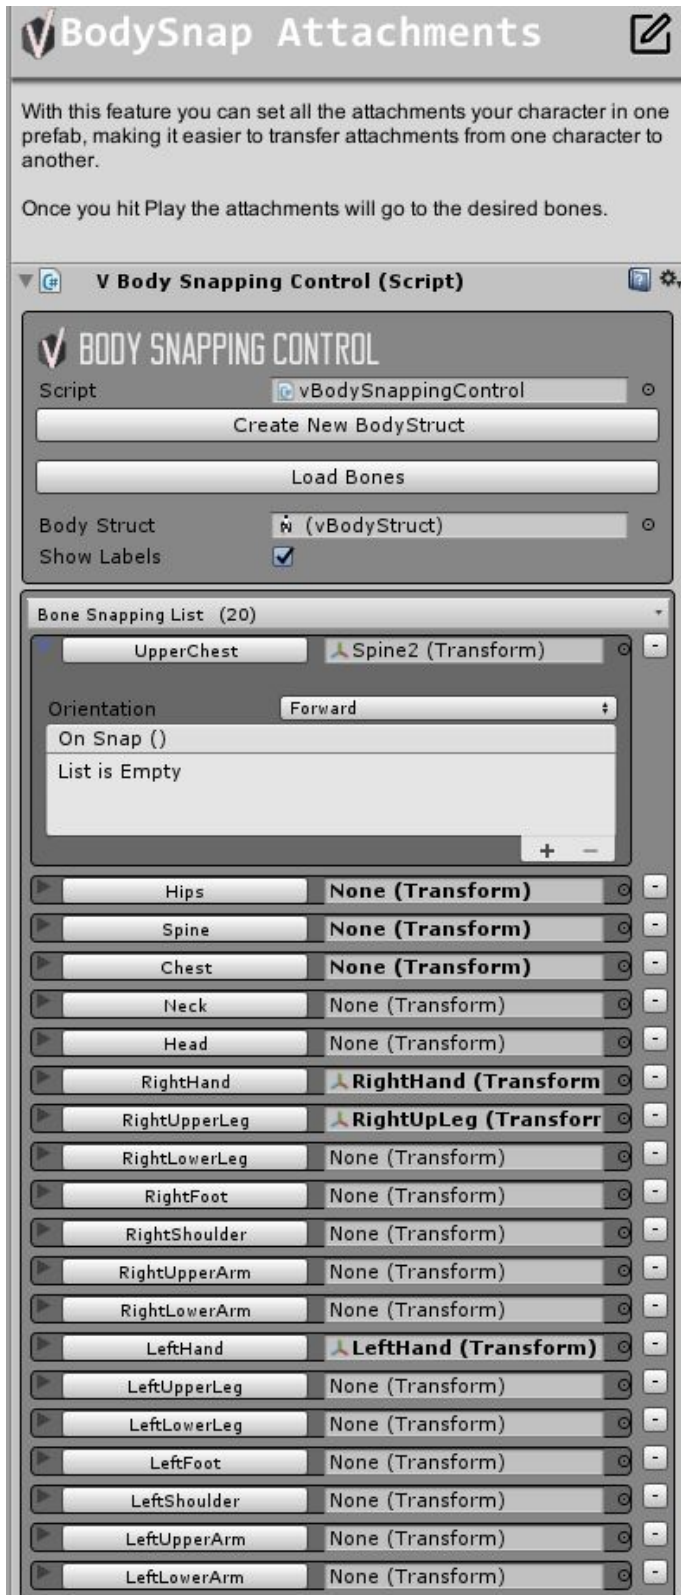 BodySnap Attachments
With this feature you can set all the attachments your character in one
prefab, making it easier to transfer attachments from one character to
another.
Once you hit Play the attachments will go to the desired bones.
V Body Snapping Control (Script)
BODY SNAPPING CONTROL
Script vBodySnappingControl
Create New BodyStruct
Load Bones
Body Struct (vBodyStruct)
Show Labels
Bone Snapping List (20)
UpperChest Spine2 (Transform)
Orientation Forward
On Snap ()
List is Empty
+ −
Hips None (Transform) -
Spine None (Transform) -
Chest None (Transform) -
Neck None (Transform) -
Head None (Transform) -
RightHand RightHand (Transform -
RightUpperLeg RightUpLeg (Transforr -
RightLowerLeg None (Transform) -
RightFoot None (Transform) -
RightShoulder None (Transform) -
RightUpperArm None (Transform) -
RightLowerArm None (Transform) -
LeftHand LeftHand (Transform) -
LeftUpperLeg None (Transform) -
LeftLowerLeg None (Transform) -
LeftFoot None (Transform) -
LeftShoulder None (Transform) -
LeftUpperArm None (Transform) -
LeftLowerArm None (Transform) -